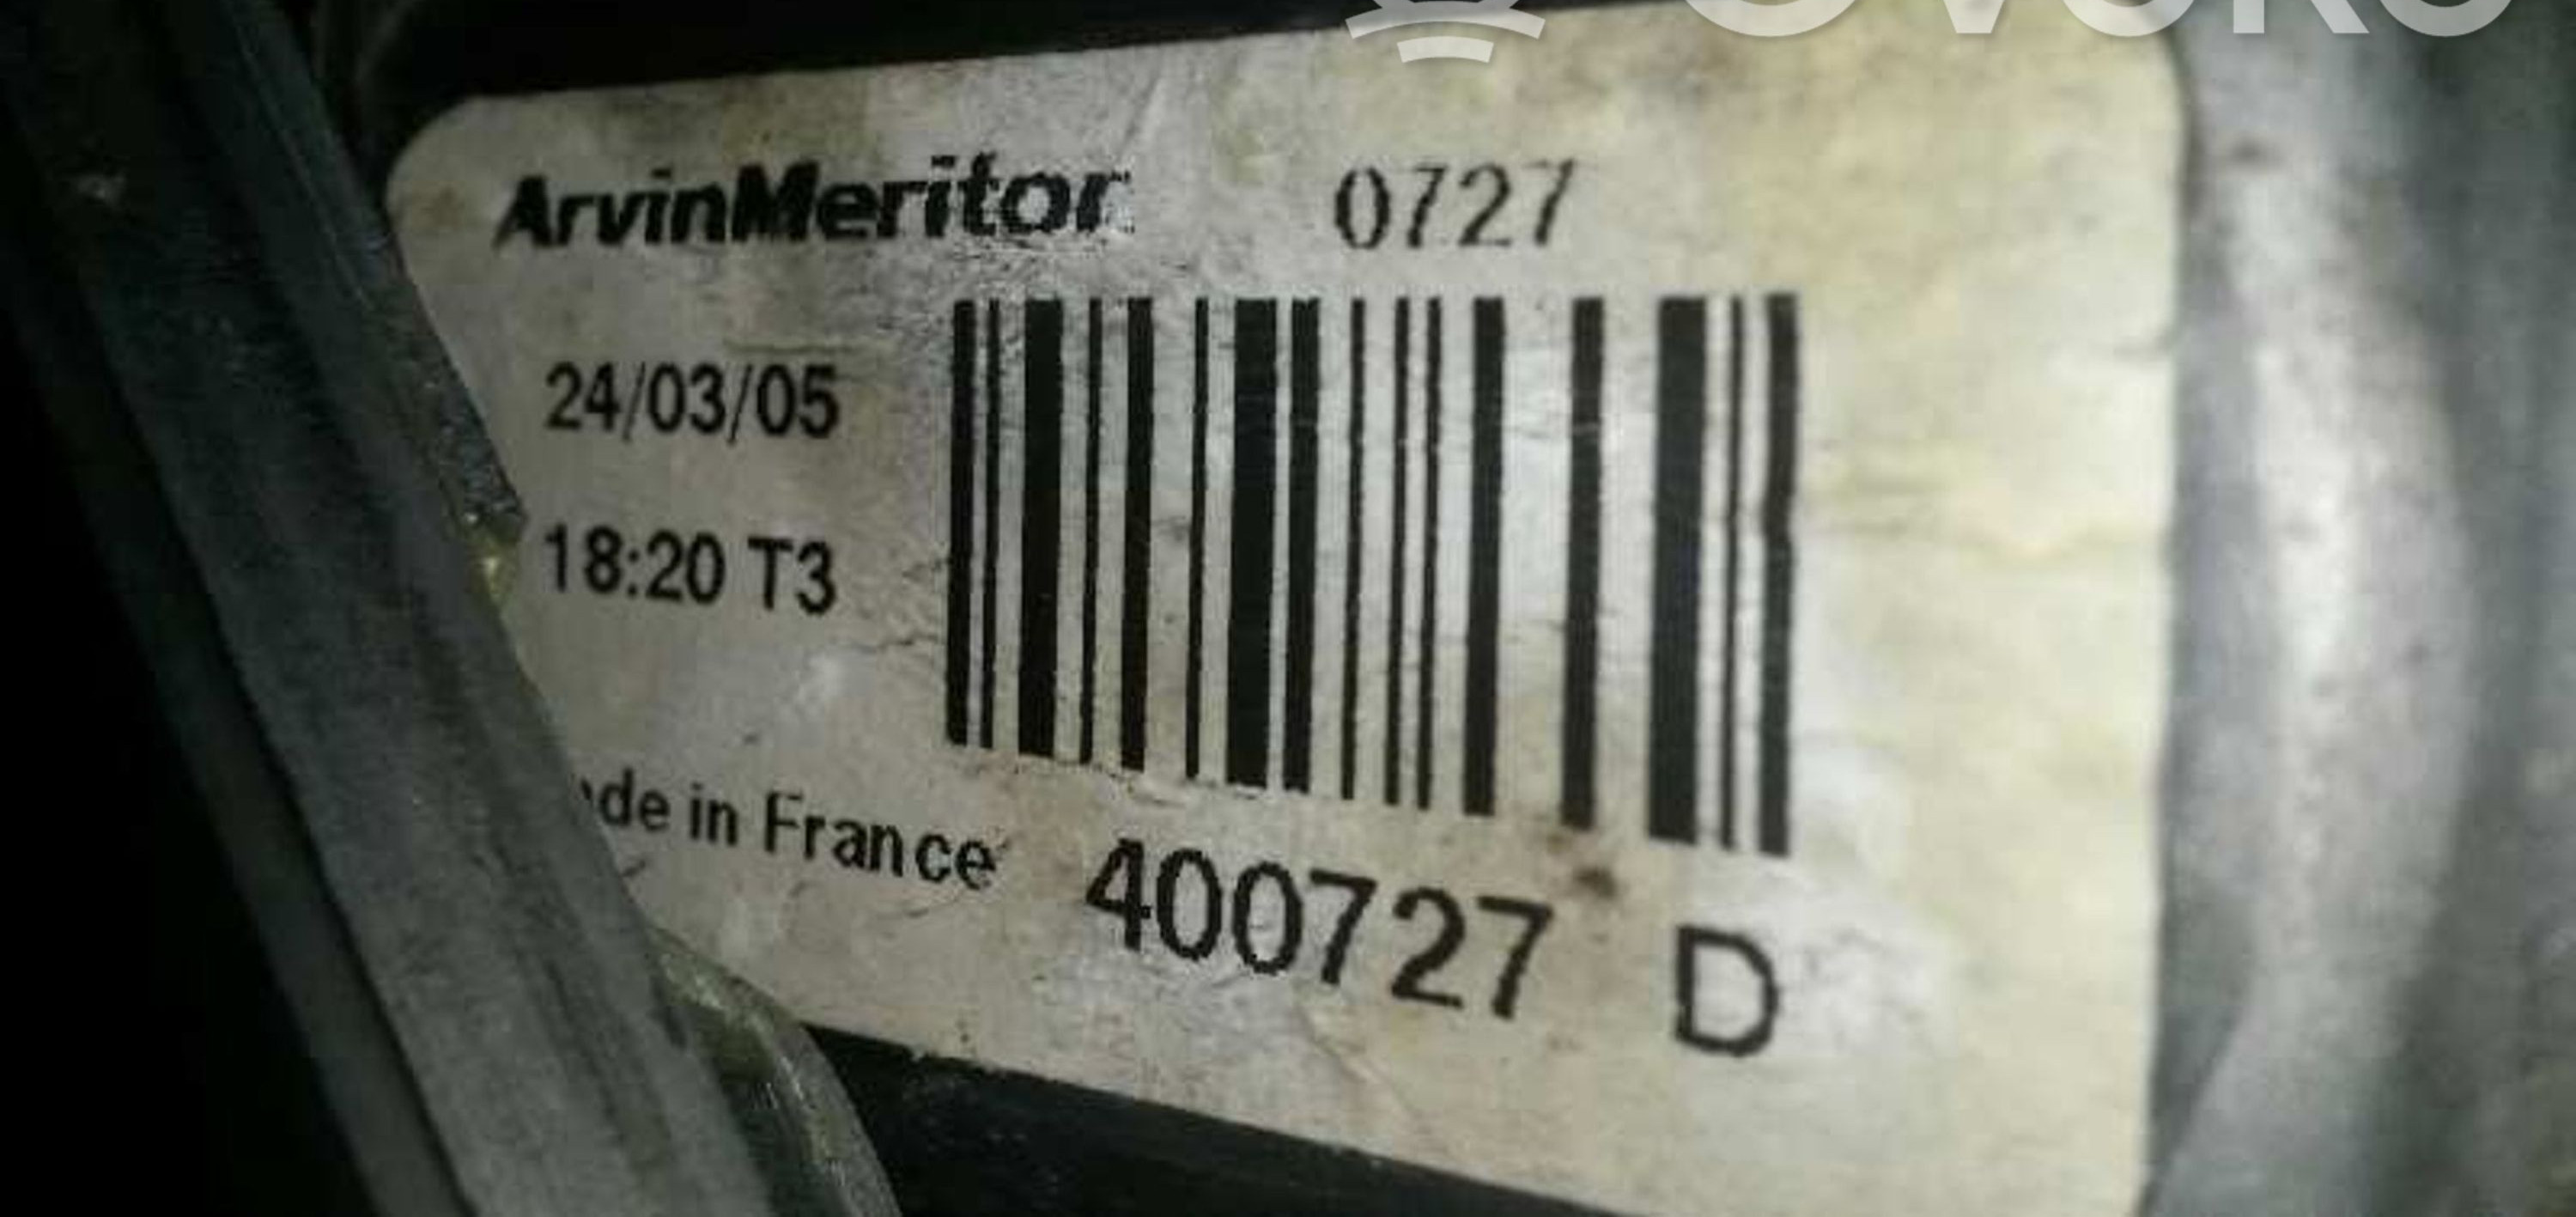 ArvinMeritor 0727
24/03/05
18:20 T3
de in France
400727 D